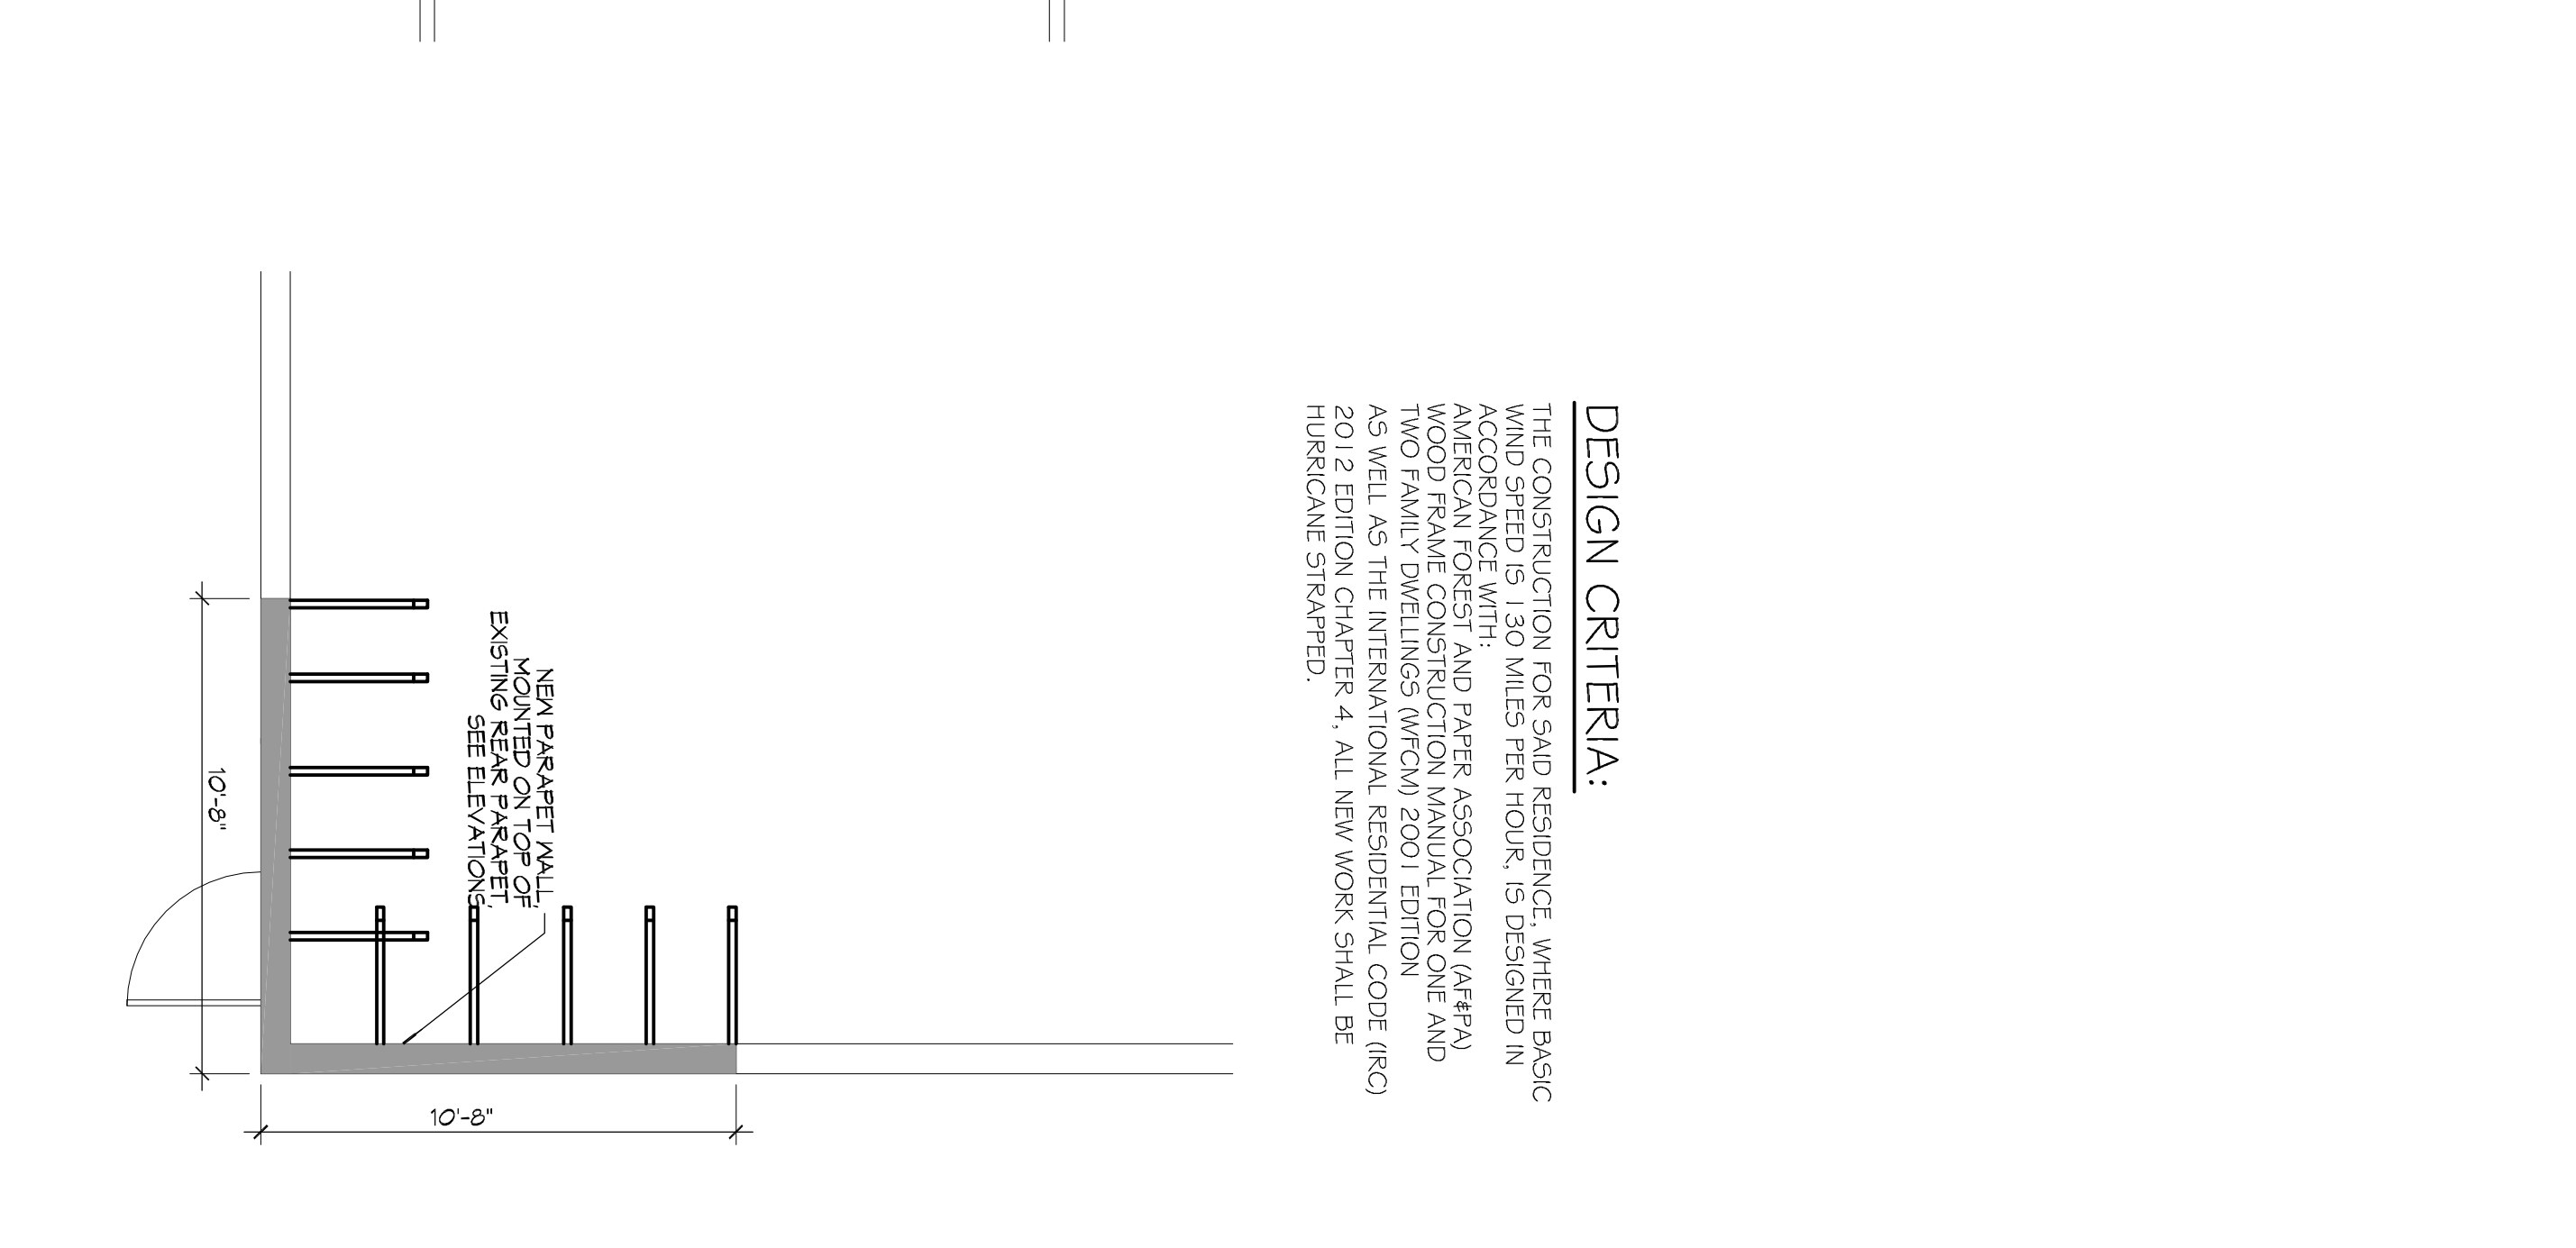 DESIGN CRITERIA:
THE CONSTRUCTION FOR SAID RESIDENCE, WHERE BASIC
WIND SPEED IS 130 MILES PER HOUR, IS DESIGNED IN
ACCORDANCE WITH:
AMERICAN FOREST AND PAPER ASSOCIATION (AF&PA)
WOOD FRAME CONSTRUCTION MANUAL FOR ONE AND
TWO FAMILY DWELLINGS (WFCM) 2001 EDITION
AS WELL AS THE INTERNATIONAL RESIDENTIAL CODE (IRC)
2012 EDITION CHAPTER 4, ALL NEW WORK SHALL BE
HURRICANE STRAPPED.
NEW PARAPET WALL,
MOUNTED ON TOP OF
EXISTING REAR PARAPET,
SEE ELEVATIONS
10'-8"
10'-8"